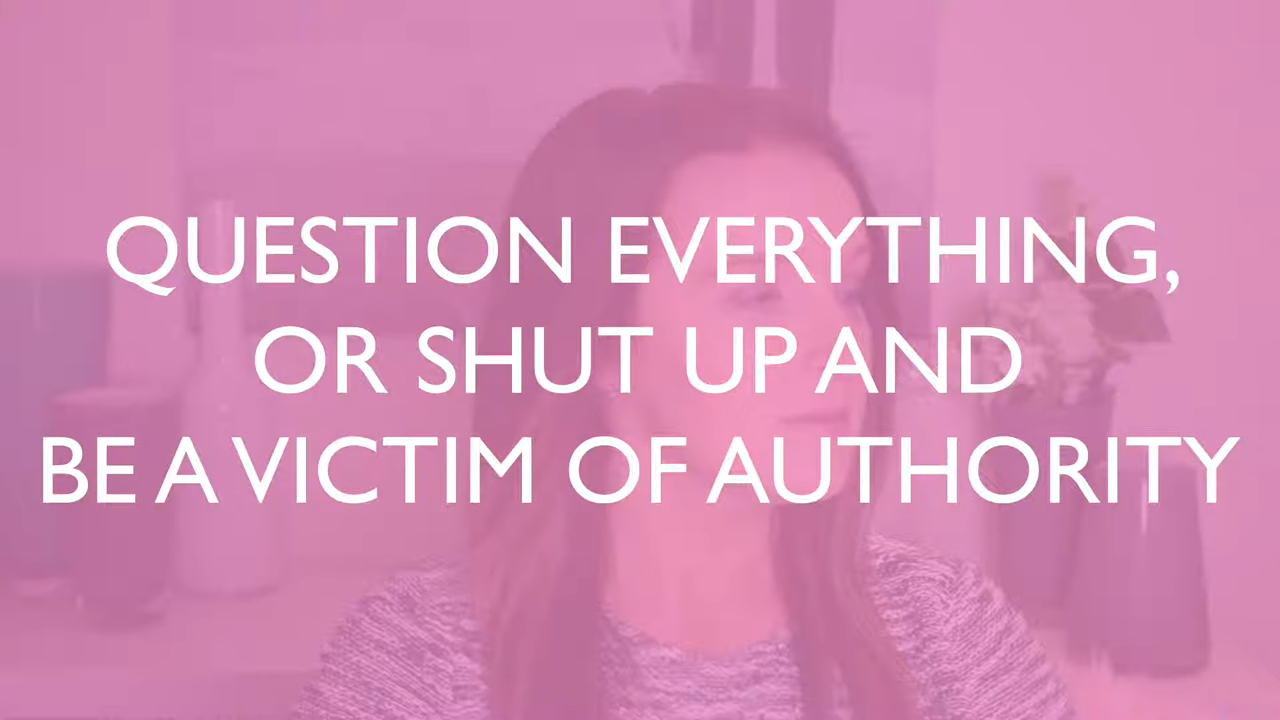 QUESTION EVERYTHING,
OR SHUT UP AND
BE A VICTIM OF AUTHORITY